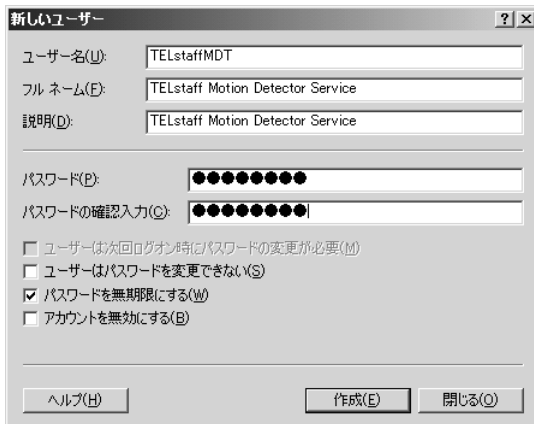 新しいユーザー
ユーザー名(U): TELstaffMDT
フル ネーム(F): TELstaff Motion Detector Service
説明(D): TELstaff Motion Detector Service
パスワード(P): ●●●●●●●●
パスワードの確認入力(C): ●●●●●●●●
ユーザーは次回ログオン時にパスワードの変更が必要(M)
ユーザーはパスワードを変更できない(S)
パスワードを無期限にする(W)
アカウントを無効にする(B)
ヘルプ(H) 作成(E) 閉じる(O)